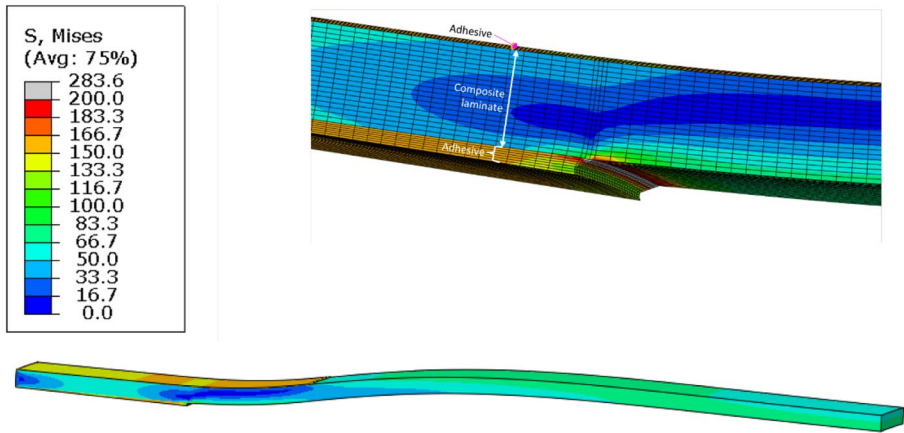 S, Mises
(Avg: 75%)
283.6
200.0
183.3
166.7
150.0
133.3
116.7
100.0
83.3
66.7
50.0
33.3
16.7
0.0
Adhesive
Composite
laminate
Adhesive